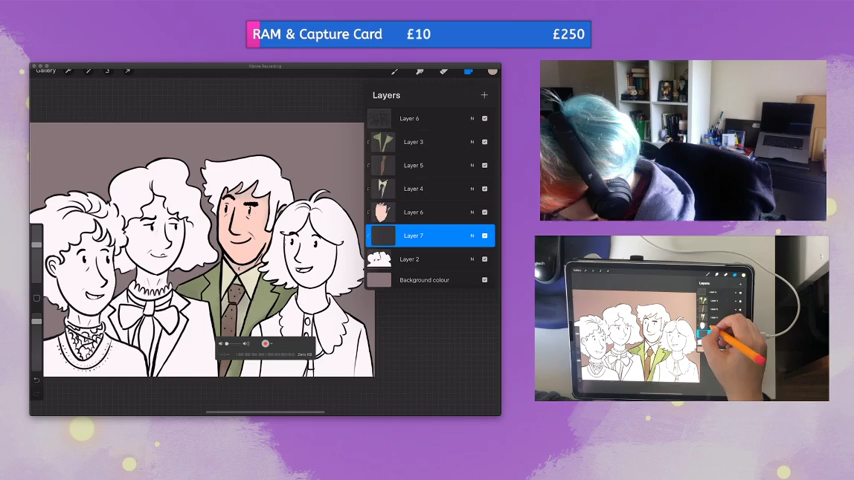 RAM & Capture Card £10 £250
Gallery
Layers
Layer 6 N
Layer 3 N
Layer 5 N
Layer 4 N
Layer 6 N
Layer 7 N
Layer 2 N
Background colour
Layers